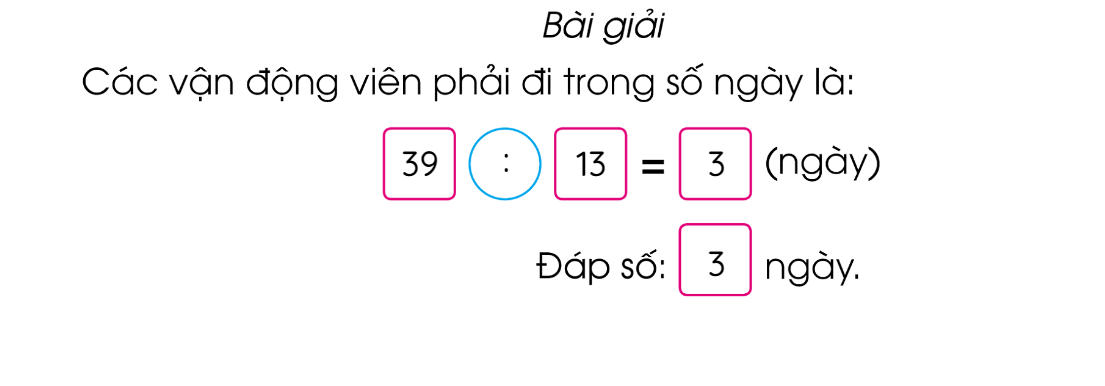 Bài giải
Các vận động viên phải đi trong số ngày là:
39 : 13 = 3 (ngày)
Đáp số: 3 ngày.